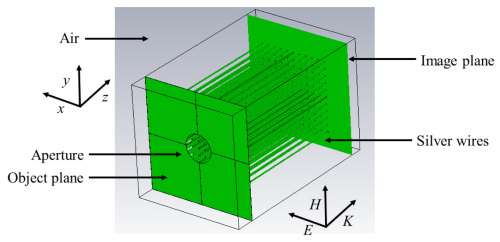 Air
Image plane
y
x
z
Aperture
Object plane
Silver wires
H
E
K